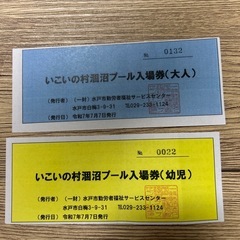 № 0132
いこいの村涸沼プール入場券(大人)
(発行者) (一財)水戸市勤労者福祉サービスセンター
水戸市白梅3-9-31 ℡029-233-1124
(発行日) 令和7年7月7日発行
№ 0022
いこいの村涸沼プール入場券(幼児)
(発行者) (一財)水戸市勤労者福祉サービスセンター
水戸市白梅3-9-31 ℡029-233-1124
(発行日) 令和7年7月7日発行